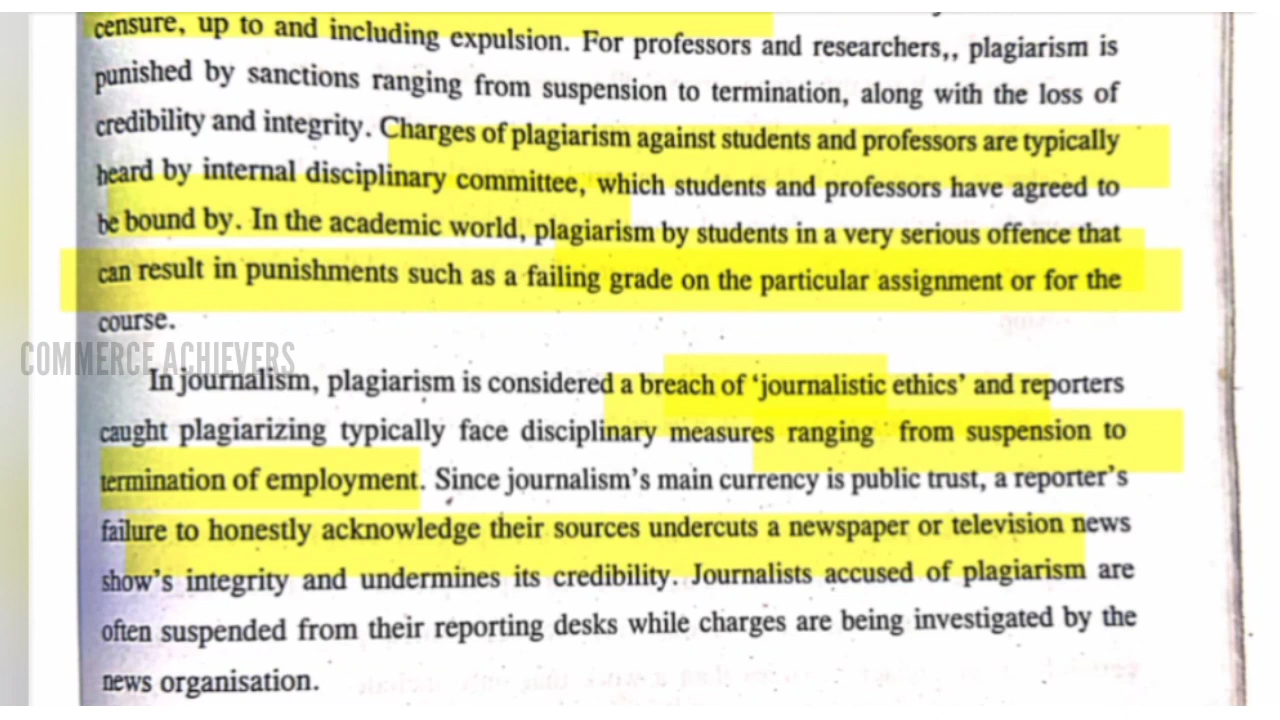 censure, up to and including expulsion. For professors and researchers,, plagiarism is
punished by sanctions ranging from suspension to termination, along with the loss of
credibility and integrity. Charges of plagiarism against students and professors are typically
heard by internal disciplinary committee, which students and professors have agreed to
be bound by. In the academic world, plagiarism by students in a very serious offence that
can result in punishments such as a failing grade on the particular assignment or for the
course.
COMMERCE ACHIEVERS
In journalism, plagiarism is considered a breach of ‘journalistic ethics’ and reporters
caught plagiarizing typically face disciplinary measures ranging from suspension to
termination of employment. Since journalism’s main currency is public trust, a reporter’s
failure to honestly acknowledge their sources undercuts a newspaper or television news
show’s integrity and undermines its credibility. Journalists accused of plagiarism are
often suspended from their reporting desks while charges are being investigated by the
news organisation.